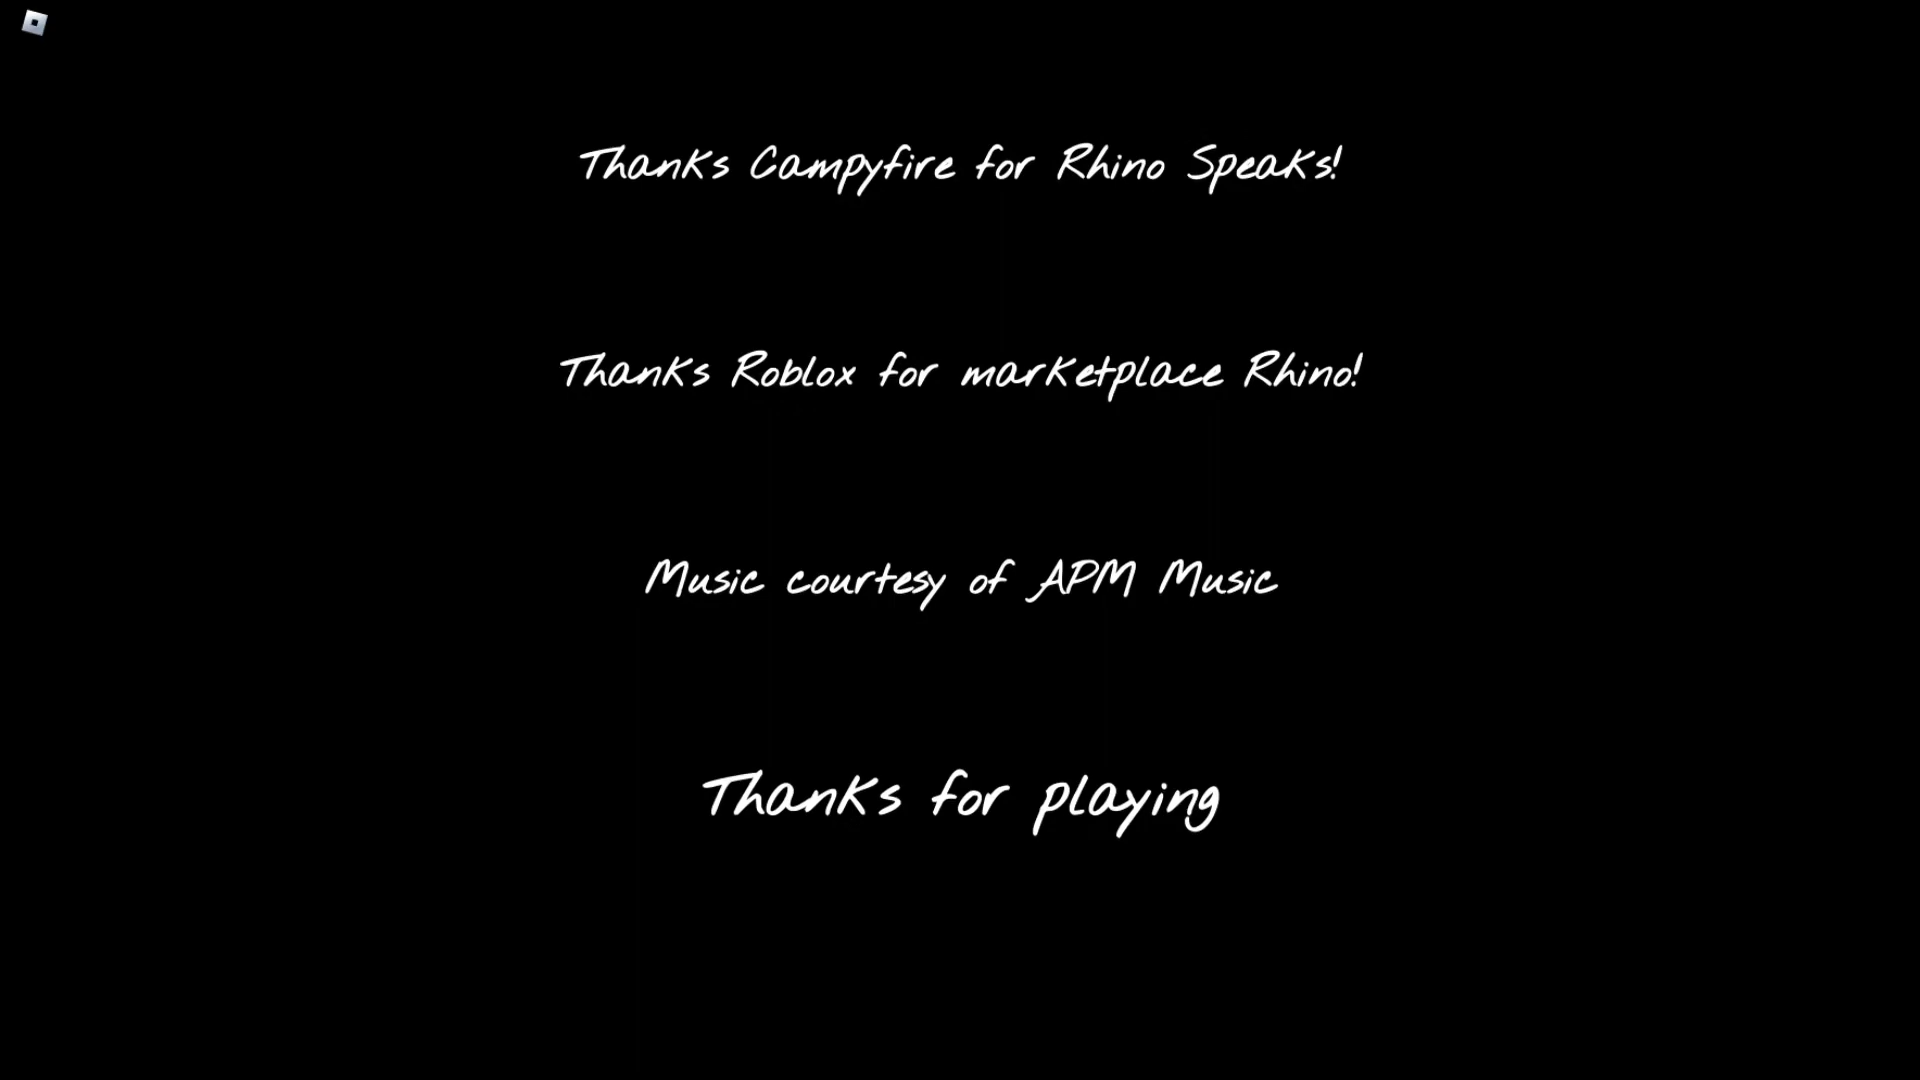 Thanks Campyfire for Rhino Speaks!
Thanks Roblox for marketplace Rhino!
Music courtesy of APM Music
Thanks for playing